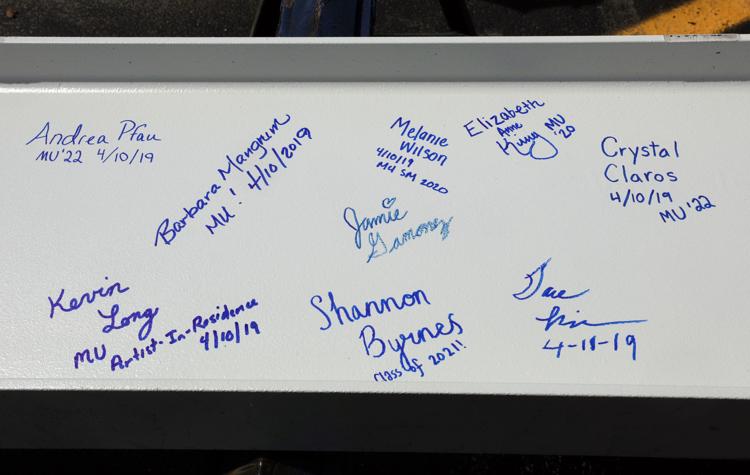 Andrea Pfau
MU'22 4/10/19
Barbara Mangrum
MU! 4/10/2019
Melanie
Wilson
4/10/19
MU SM 2020
Elizabeth
Anne
King MU
'20
Crystal
Claros
4/10/19
MU '22
Jamie
Gamonez
Kevin
Long
MU Artist-In-Residence
4/10/19
Shannon
Byrnes
class of 2021!!
4-11-19